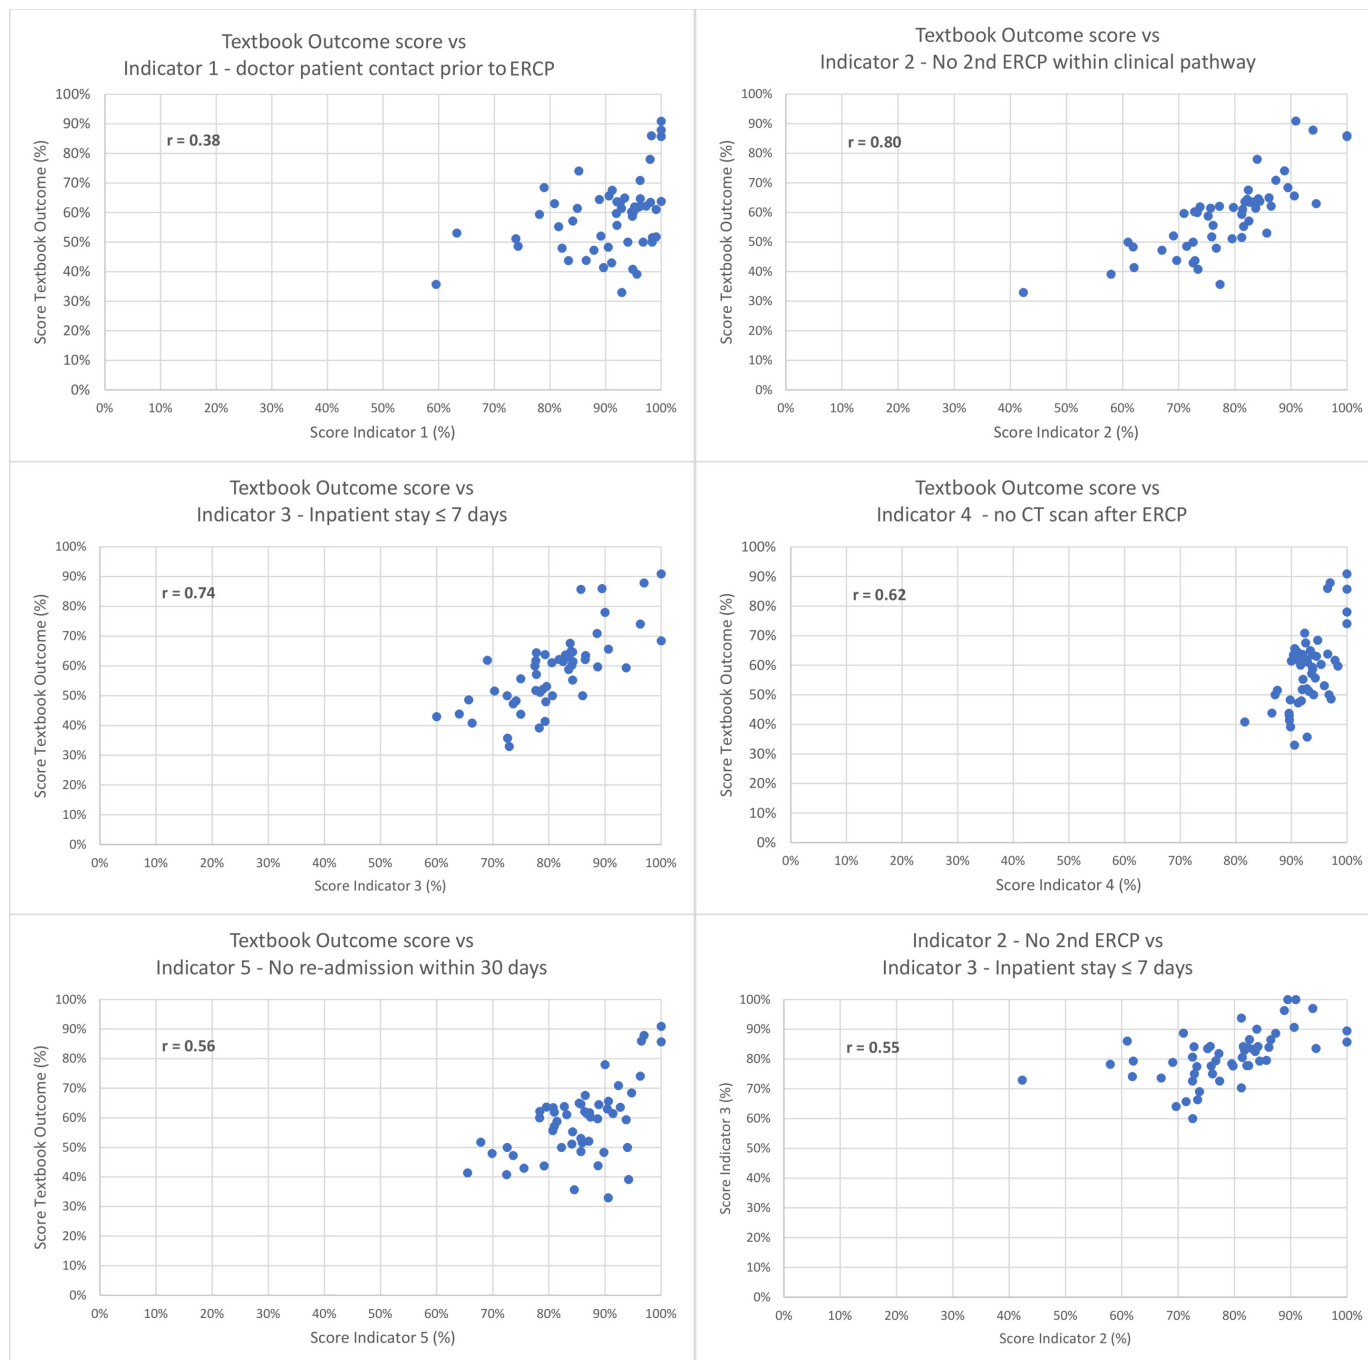 Textbook Outcome score vs
Indicator 1 - doctor patient contact prior to ERCP
100%
90%
80%
70%
60%
50%
40%
30%
20%
10%
0%
r = 0.38
Score Textbook Outcome (%)
0% 10% 20% 30% 40% 50% 60% 70% 80% 90% 100%
Score Indicator 1 (%)
Textbook Outcome score vs
Indicator 2 - No 2nd ERCP within clinical pathway
100%
90%
80%
70%
60%
50%
40%
30%
20%
10%
0%
r = 0.80
Score Textbook Outcome (%)
0% 10% 20% 30% 40% 50% 60% 70% 80% 90% 100%
Score Indicator 2 (%)
Textbook Outcome score vs
Indicator 3 - Inpatient stay ≤ 7 days
100%
90%
80%
70%
60%
50%
40%
30%
20%
10%
0%
r = 0.74
Score Textbook Outcome (%)
0% 10% 20% 30% 40% 50% 60% 70% 80% 90% 100%
Score Indicator 3 (%)
Textbook Outcome score vs
Indicator 4 - no CT scan after ERCP
100%
90%
80%
70%
60%
50%
40%
30%
20%
10%
0%
r = 0.62
Score Textbook Outcome (%)
0% 10% 20% 30% 40% 50% 60% 70% 80% 90% 100%
Score Indicator 4 (%)
Textbook Outcome score vs
Indicator 5 - No re-admission within 30 days
100%
90%
80%
70%
60%
50%
40%
30%
20%
10%
0%
r = 0.56
Score Textbook Outcome (%)
0% 10% 20% 30% 40% 50% 60% 70% 80% 90% 100%
Score Indicator 5 (%)
Indicator 2 - No 2nd ERCP vs
Indicator 3 - Inpatient stay ≤ 7 days
100%
90%
80%
70%
60%
50%
40%
30%
20%
10%
0%
r = 0.55
Score Indicator 3 (%)
0% 10% 20% 30% 40% 50% 60% 70% 80% 90% 100%
Score Indicator 2 (%)